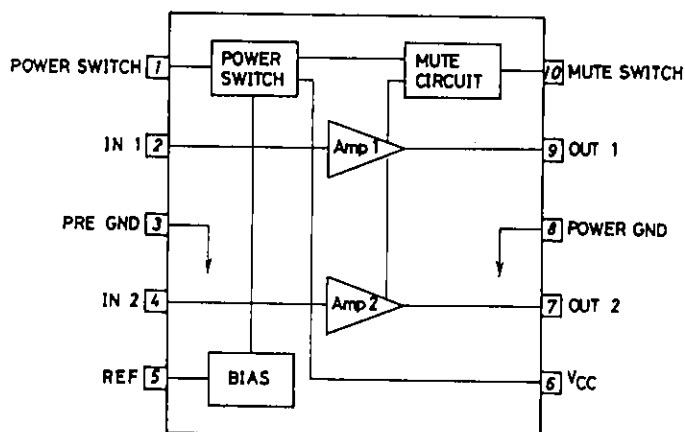 POWER SWITCH 1
POWER SWITCH
MUTE CIRCUIT
10 MUTE SWITCH
IN 1 2
Amp 1
9 OUT 1
PRE GND 3
8 POWER GND
IN 2 4
Amp 2
7 OUT 2
REF 5
BIAS
6 VCC